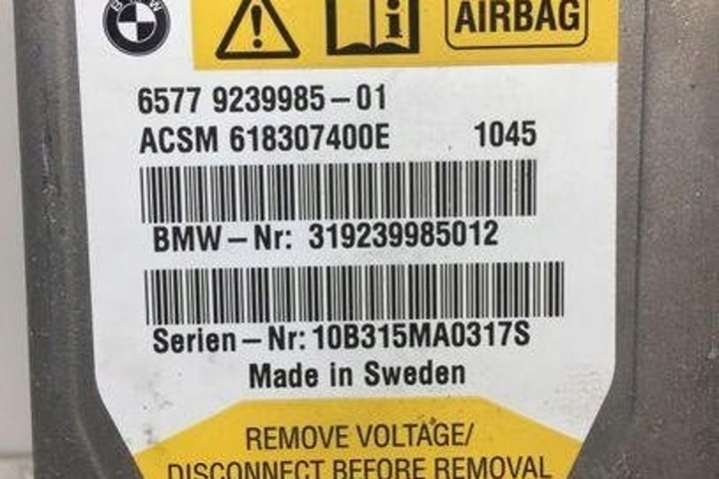 BMW
AIRBAG
6577 9239985-01
ACSM 618307400E 1045
BMW-Nr: 319239985012
Serien-Nr: 10B315MA0317S
Made in Sweden
REMOVE VOLTAGE/
DISCONNECT BEFORE REMOVAL